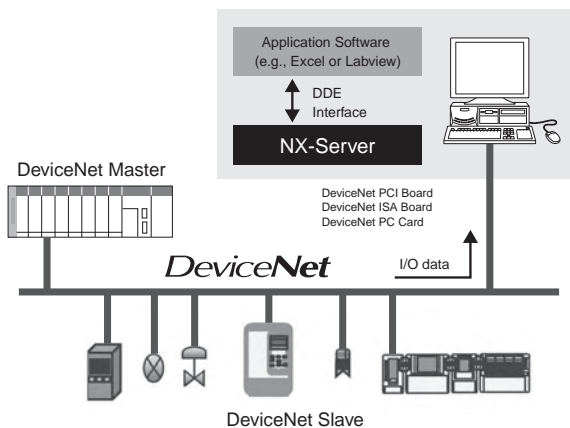 Application Software
(e.g., Excel or Labview)
DDE
Interface
NX-Server
DeviceNet Master
DeviceNet PCI Board
DeviceNet ISA Board
DeviceNet PC Card
DeviceNet
I/O data
DeviceNet Slave